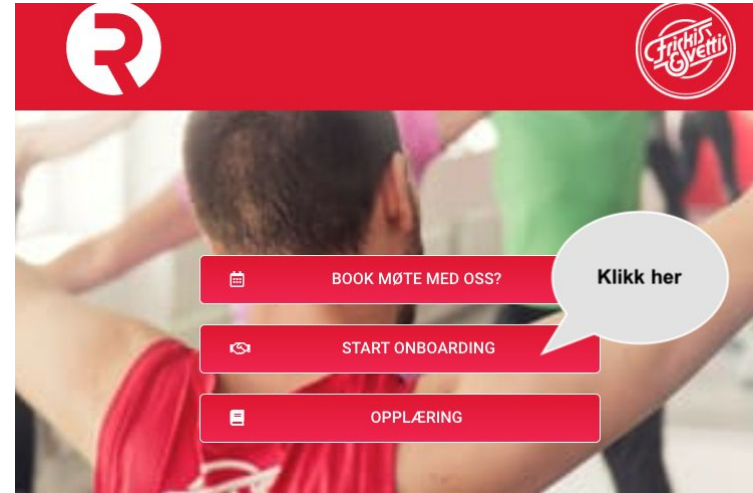 R
Friskis
&Svettis
BOOK MØTE MED OSS?
Klikk her
START ONBOARDING
OPPLÆRING